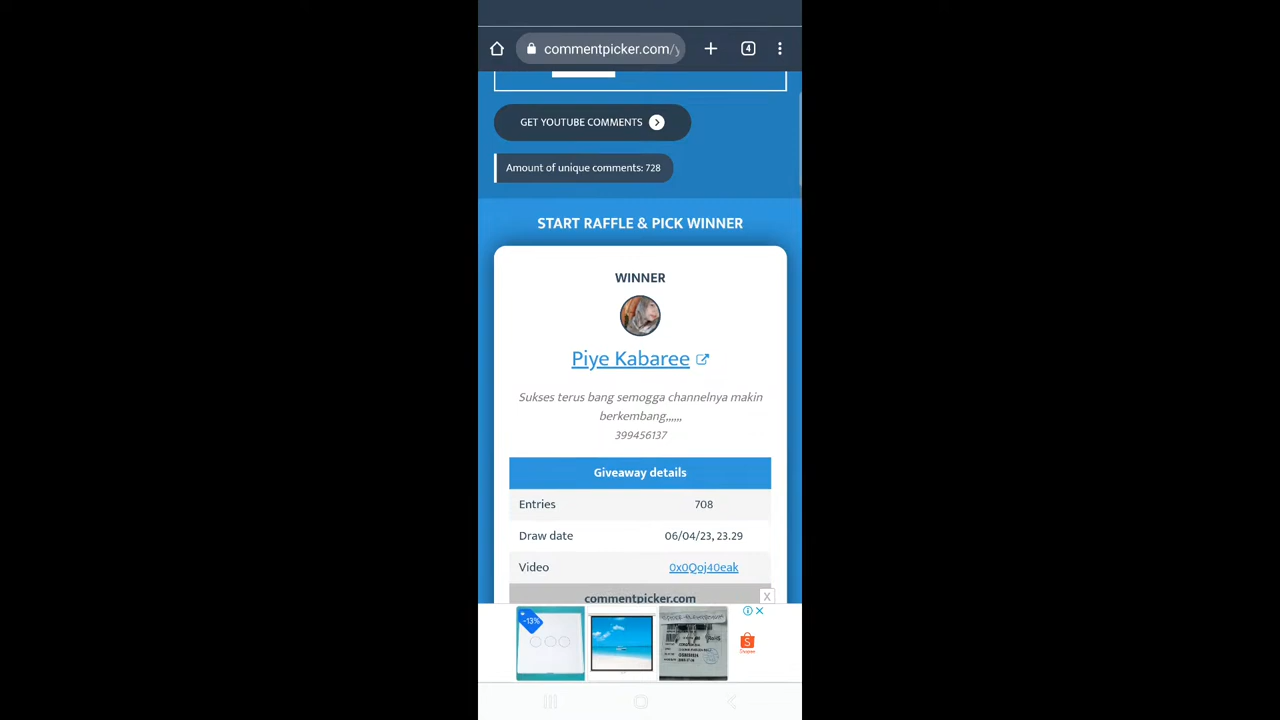 commentpicker.com/y
4
GET YOUTUBE COMMENTS
Amount of unique comments: 728
START RAFFLE & PICK WINNER
WINNER
Piye Kabaree
Sukses terus bang semogga channelnya makin
berkembang,,,,,,
399456137
Giveaway details
Entries 708
Draw date 06/04/23, 23.29
Video 0x0Qoj40eak
commentpicker.com
-13%